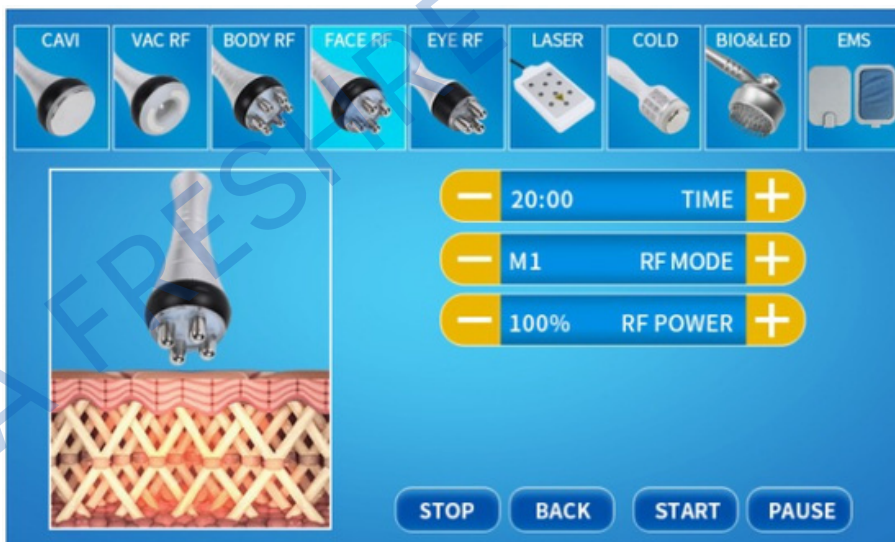 CAVI
VAC RF
BODY RF
FACE RF
EYE RF
LASER
COLD
BIO&LED
EMS
20:00 TIME
M1 RF MODE
100% RF POWER
STOP
BACK
START
PAUSE
A FRESHRE